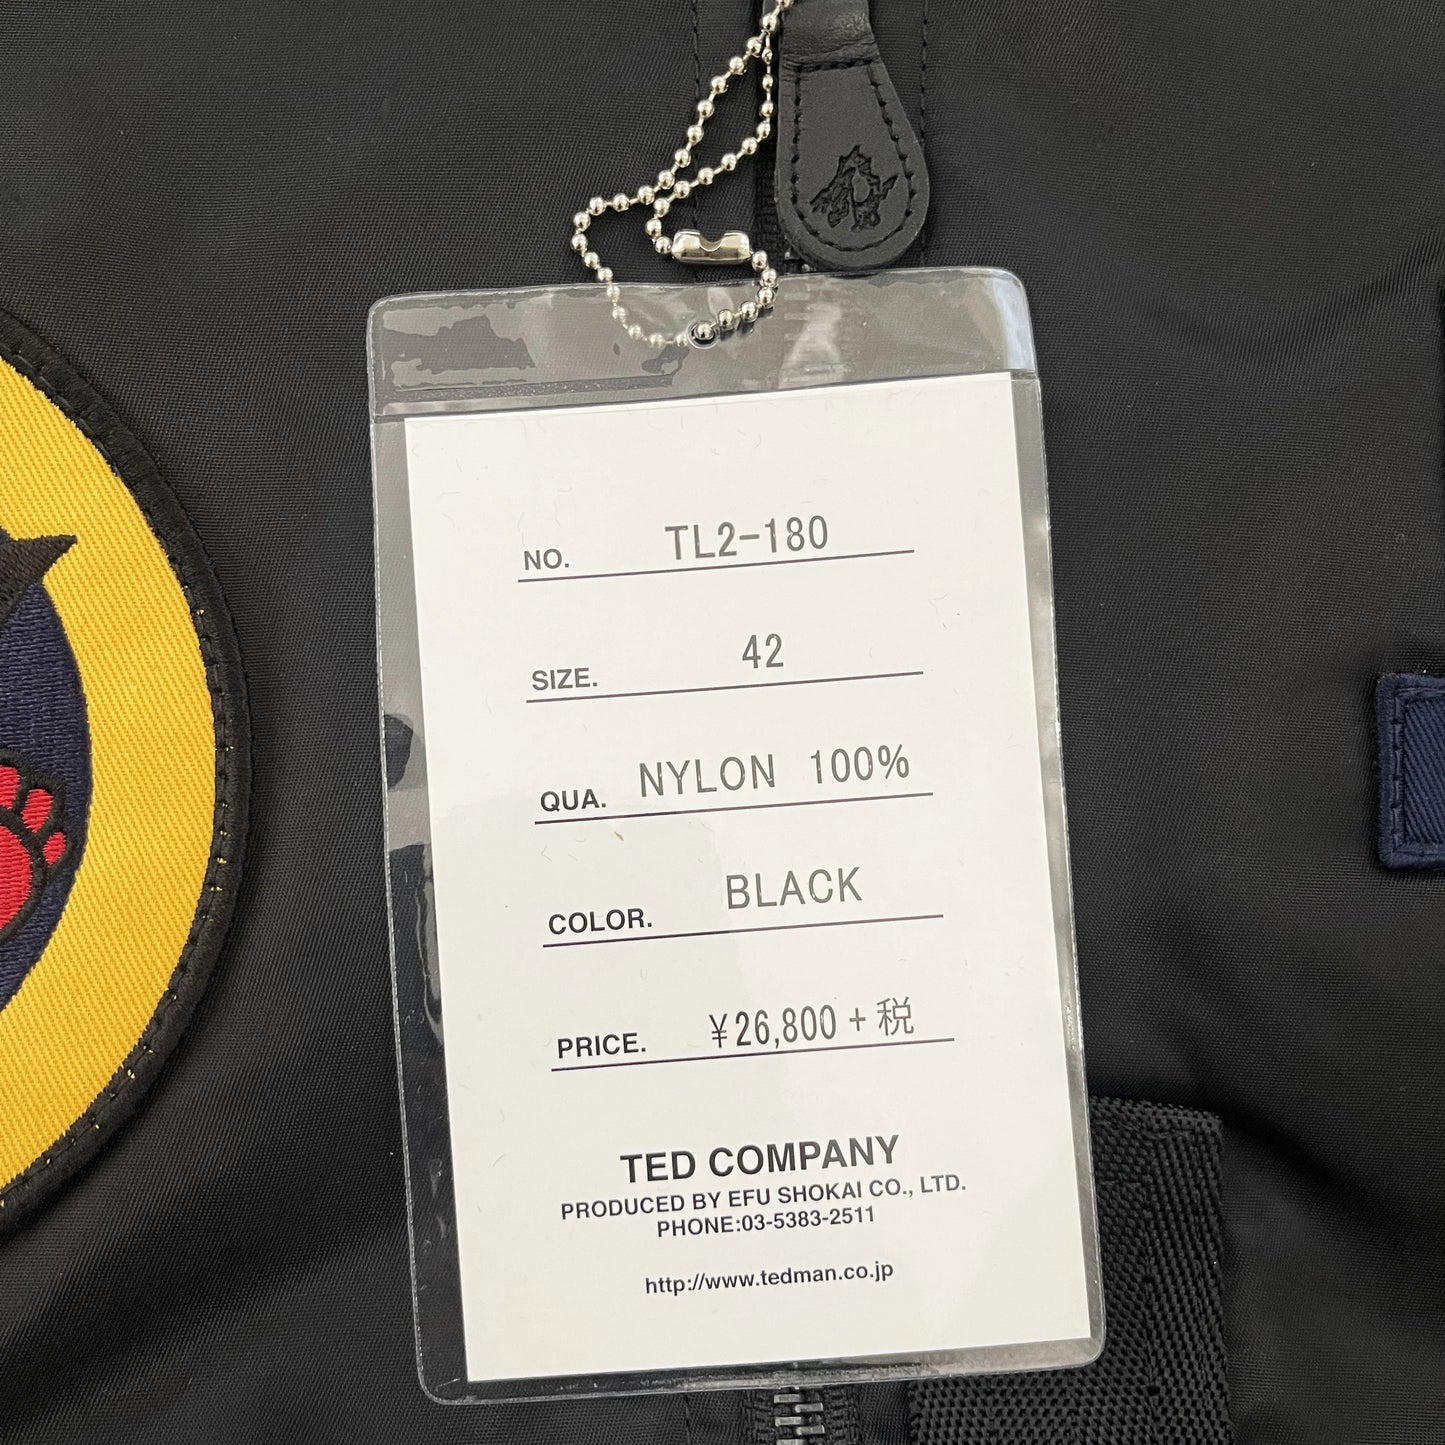 NO. TL2-180
SIZE. 42
QUA. NYLON 100%
COLOR. BLACK
PRICE. ¥26,800+税
TED COMPANY
PRODUCED BY EFU SHOKAI CO., LTD.
PHONE:03-5383-2511
http://www.tedman.co.jp